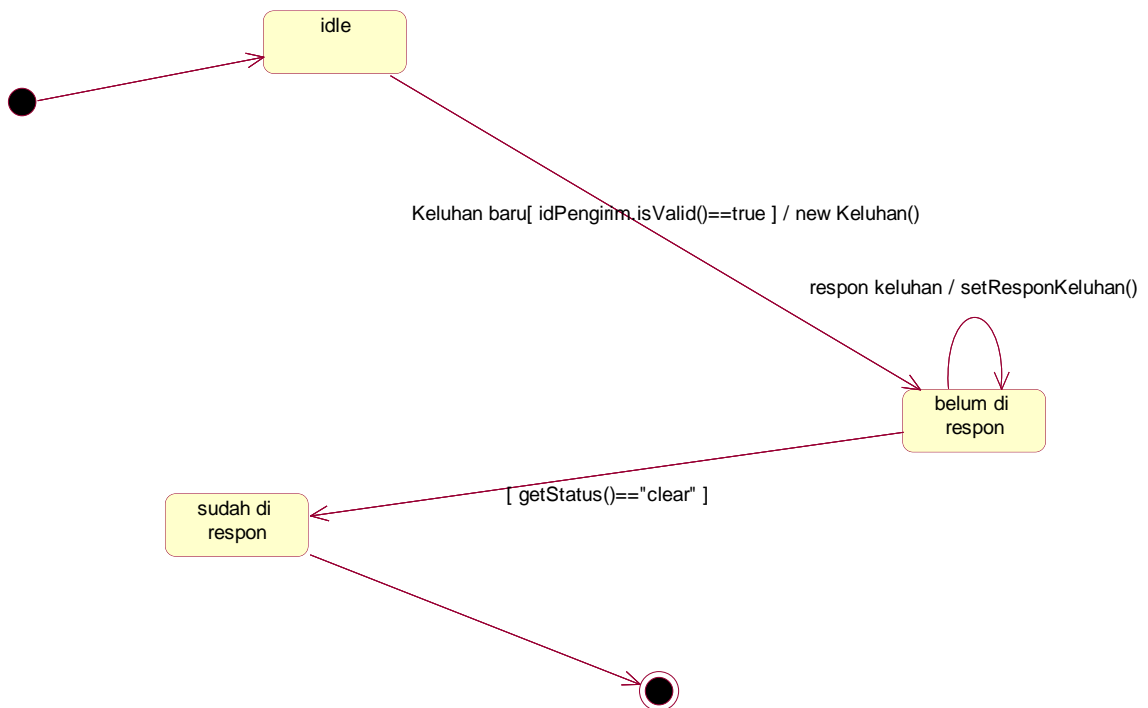 idle
Keluhan baru[ idPengirim.isValid()==true ] / new Keluhan()
respon keluhan / setResponKeluhan()
belum di
respon
[ getStatus()=="clear" ]
sudah di
respon